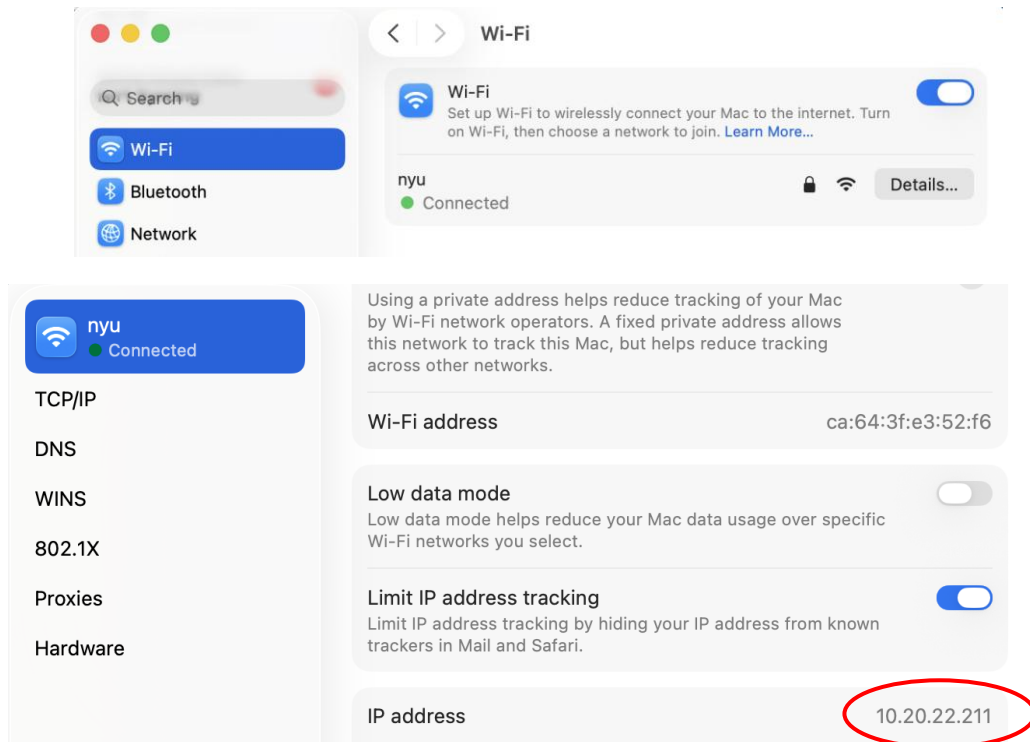 Wi-Fi
Search
Wi-Fi
Bluetooth
Network
Wi-Fi
Set up Wi-Fi to wirelessly connect your Mac to the internet. Turn
on Wi-Fi, then choose a network to join. Learn More...
nyu
Connected
Details...
nyu
Connected
TCP/IP
DNS
WINS
802.1X
Proxies
Hardware
Using a private address helps reduce tracking of your Mac
by Wi-Fi network operators. A fixed private address allows
this network to track this Mac, but helps reduce tracking
across other networks.
Wi-Fi address ca:64:3f:e3:52:f6
Low data mode
Low data mode helps reduce your Mac data usage over specific
Wi-Fi networks you select.
Limit IP address tracking
Limit IP address tracking by hiding your IP address from known
trackers in Mail and Safari.
IP address 10.20.22.211